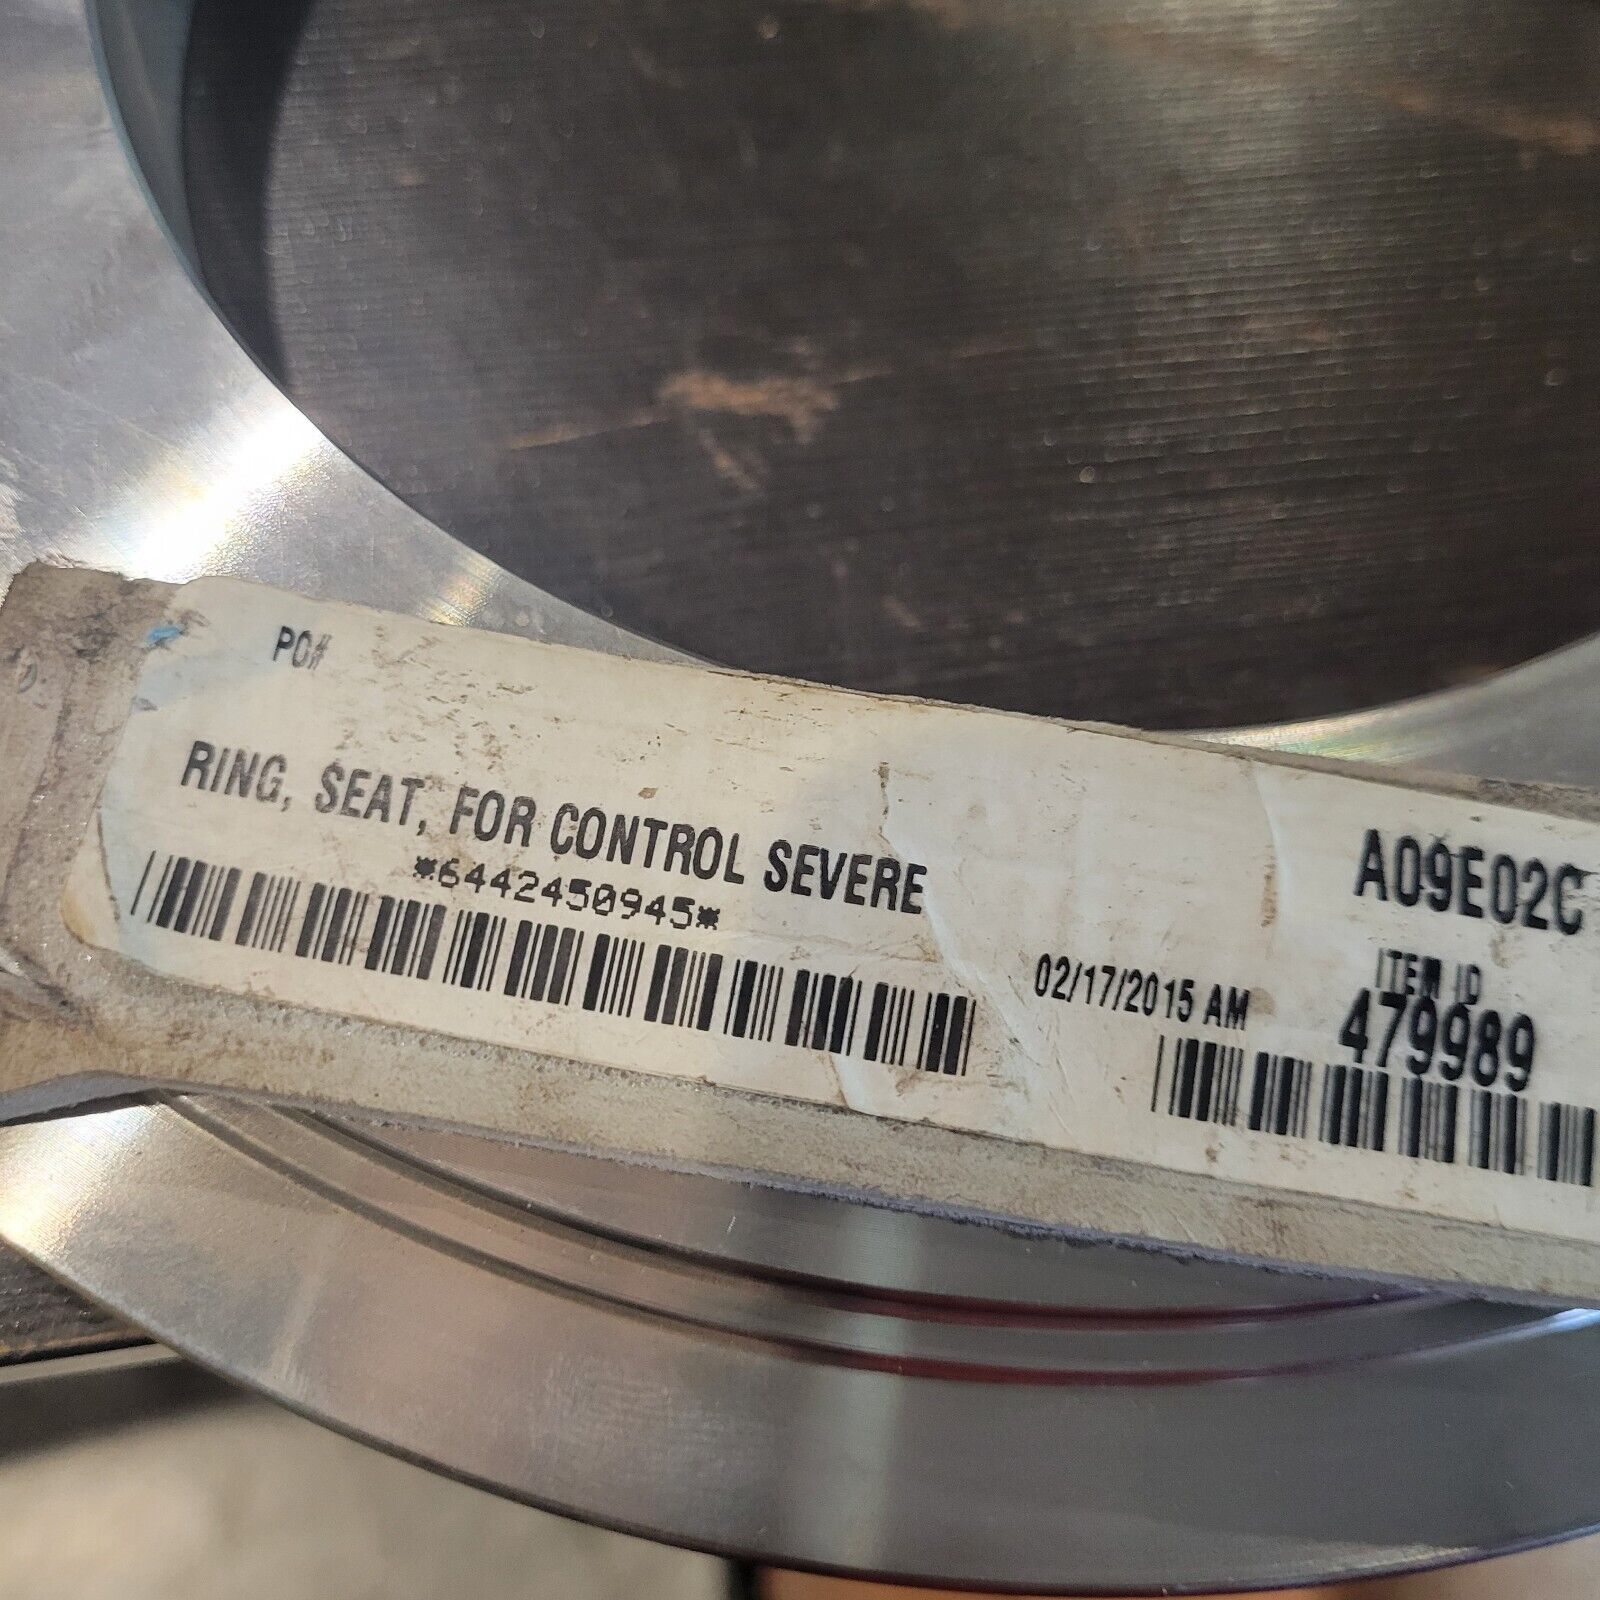 PO#
RING, SEAT, FOR CONTROL SEVERE
*6442450945*
A09E02C
02/17/2015 AM
ITEM ID
479989